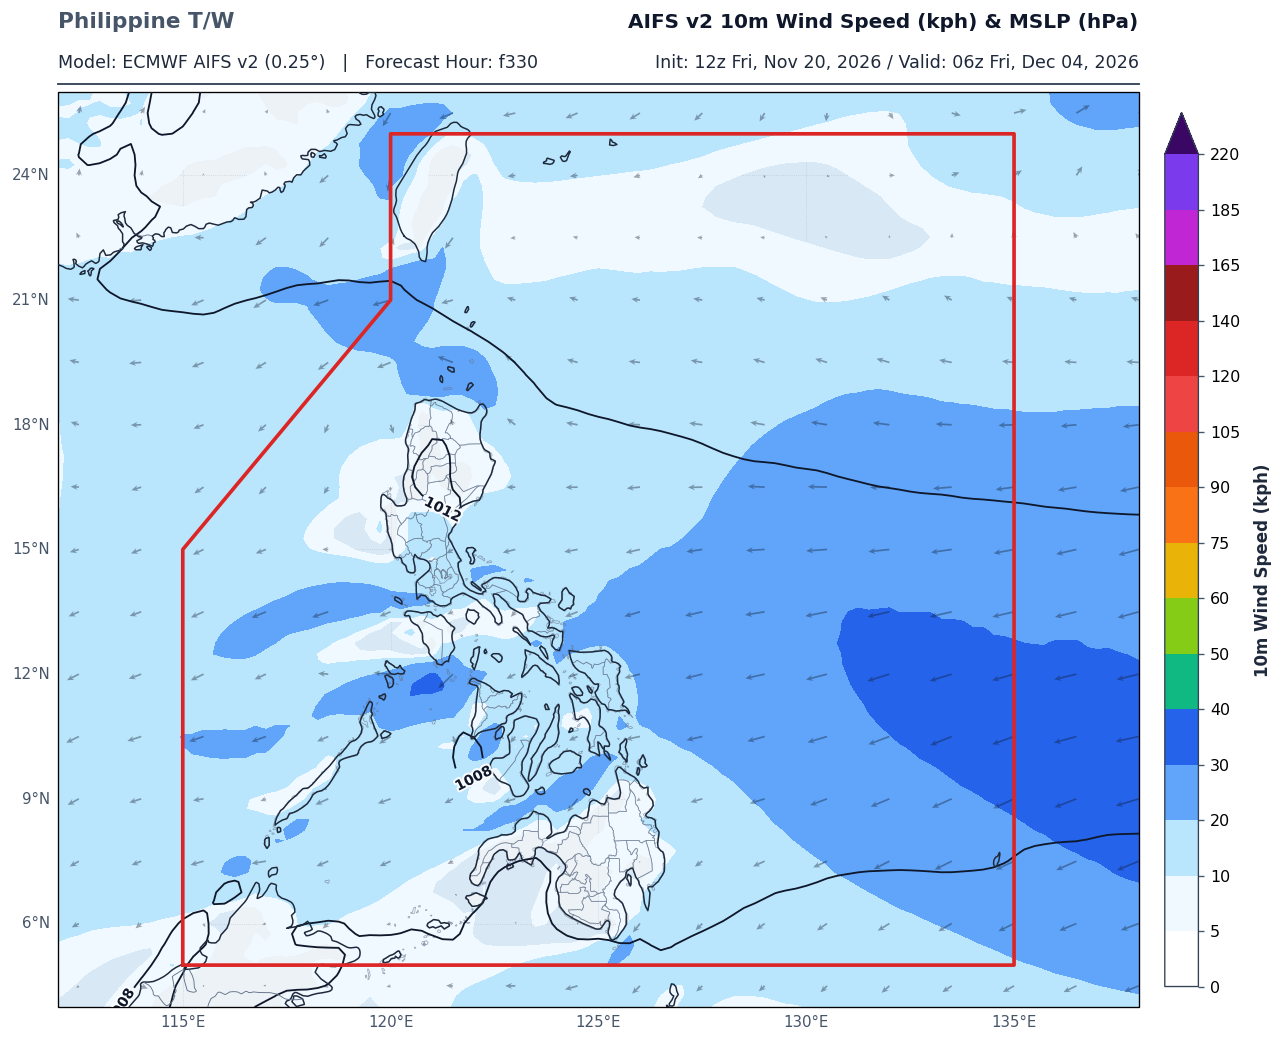 Philippine T/W
AIFS v2 10m Wind Speed (kph) & MSLP (hPa)
Model: ECMWF AIFS v2 (0.25°)   |   Forecast Hour: f330
Init: 12z Fri, Nov 20, 2026 / Valid: 06z Fri, Dec 04, 2026
24°N
21°N
18°N
15°N
12°N
9°N
6°N
1012
1008
008
115°E
120°E
125°E
130°E
135°E
220
185
165
140
120
105
90
75
60
50
40
30
20
10
5
0
10m Wind Speed (kph)